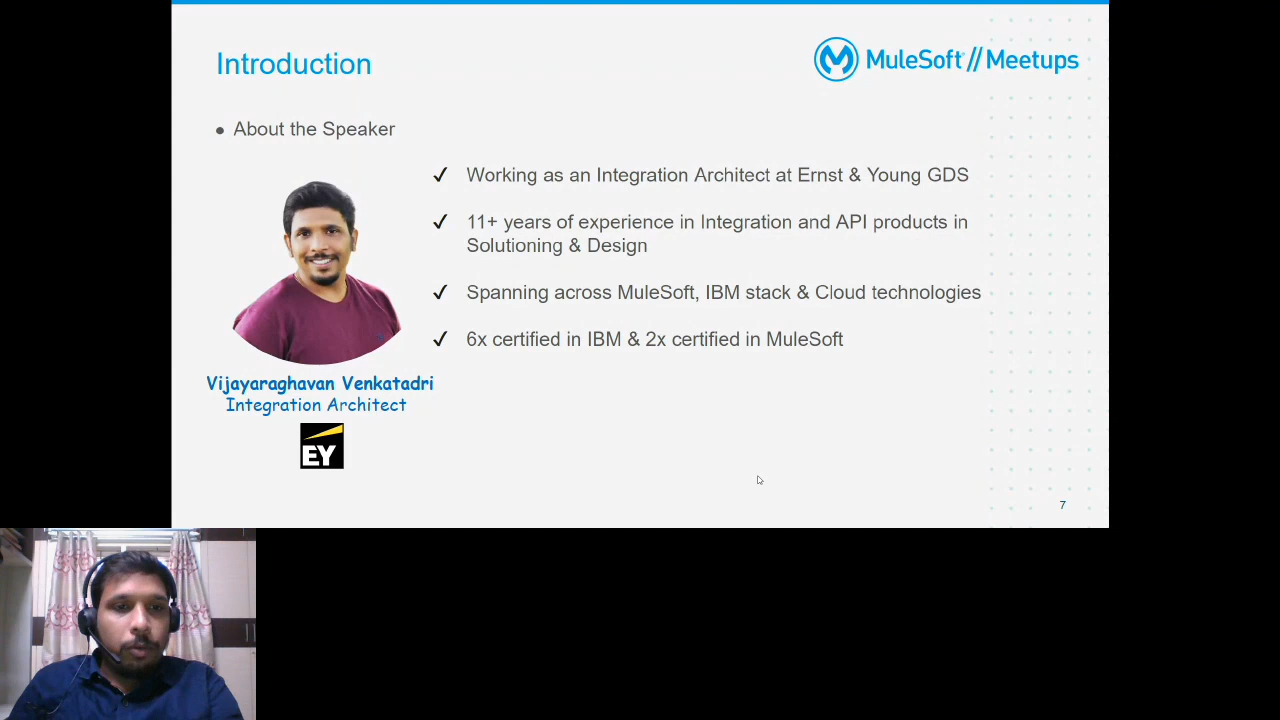 Introduction
MuleSoft // Meetups
About the Speaker
Working as an Integration Architect at Ernst & Young GDS
11+ years of experience in Integration and API products in
Solutioning & Design
Spanning across MuleSoft, IBM stack & Cloud technologies
6x certified in IBM & 2x certified in MuleSoft
Vijayaraghavan Venkatadri
Integration Architect
EY
7